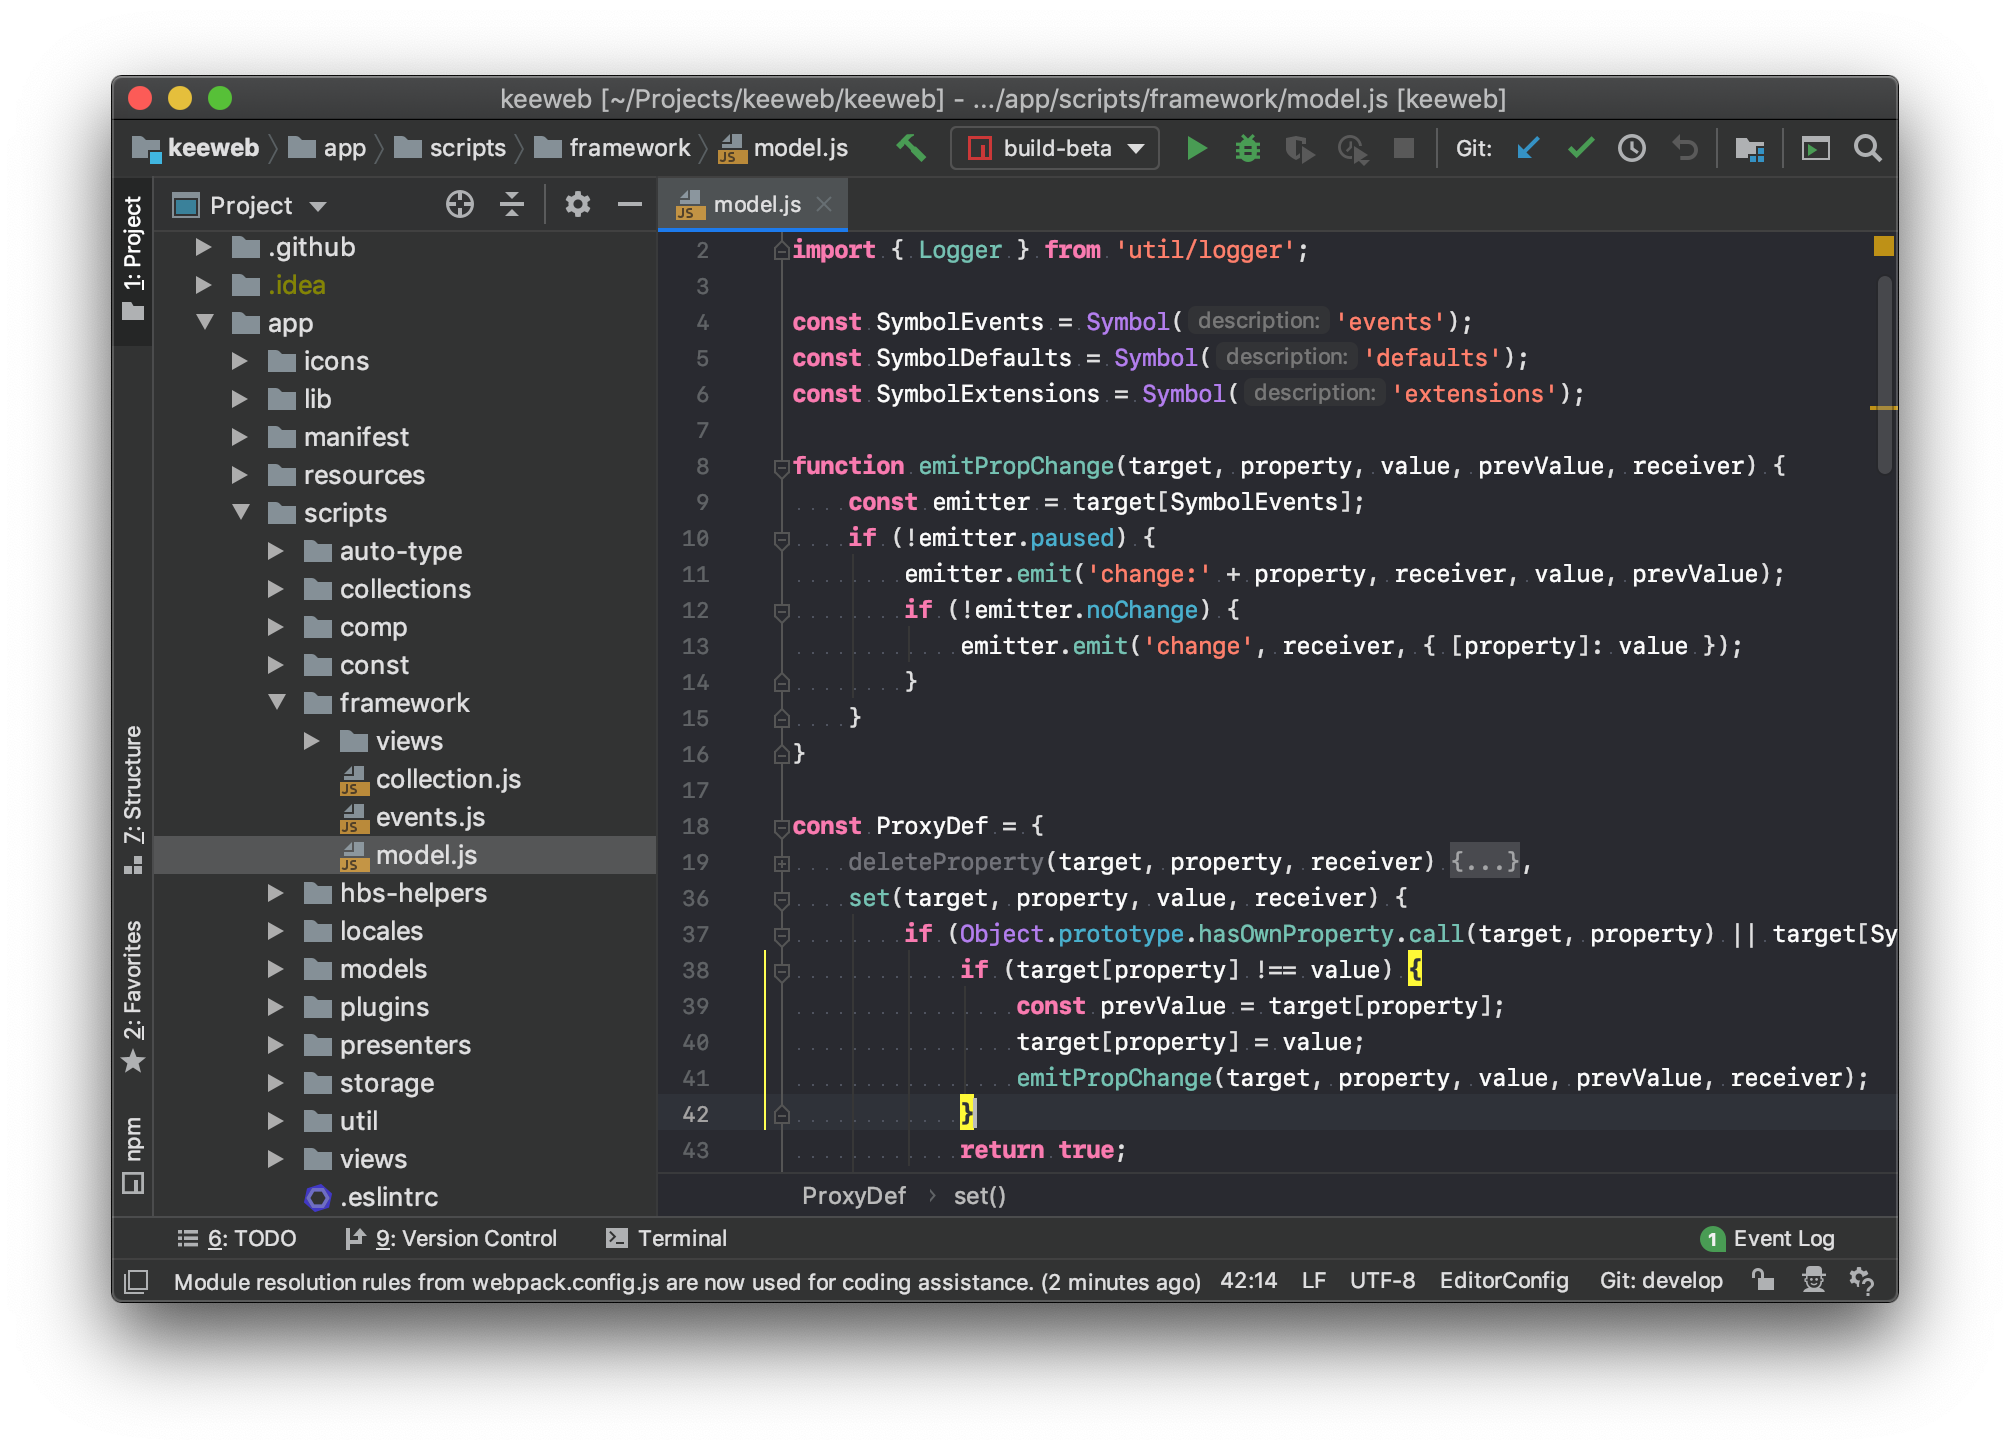 keeweb [~/Projects/keeweb/keeweb] - .../app/scripts/framework/model.js [keeweb]
keeweb app scripts framework JS model.js build-beta Git:
1: Project
7: Structure
2: Favorites
npm
Project
.github
.idea
app
icons
lib
manifest
resources
scripts
auto-type
collections
comp
const
framework
views
JS collection.js
JS events.js
JS model.js
hbs-helpers
locales
models
plugins
presenters
storage
util
views
.eslintrc
JS model.js
2 import { Logger } from 'util/logger';
3
4 const SymbolEvents = Symbol( description: 'events');
5 const SymbolDefaults = Symbol( description: 'defaults');
6 const SymbolExtensions = Symbol( description: 'extensions');
7
8 function emitPropChange(target, property, value, prevValue, receiver) {
9 const emitter = target[SymbolEvents];
10 if (!emitter.paused) {
11 emitter.emit('change:' + property, receiver, value, prevValue);
12 if (!emitter.noChange) {
13 emitter.emit('change', receiver, { [property]: value });
14 }
15 }
16 }
17
18 const ProxyDef = {
19 deleteProperty(target, property, receiver) {...},
36 set(target, property, value, receiver) {
37 if (Object.prototype.hasOwnProperty.call(target, property) || target[Sy
38 if (target[property] !== value) {
39 const prevValue = target[property];
40 target[property] = value;
41 emitPropChange(target, property, value, prevValue, receiver);
42 }
43 return true;
ProxyDef › set()
6: TODO 9: Version Control Terminal 1 Event Log
Module resolution rules from webpack.config.js are now used for coding assistance. (2 minutes ago) 42:14 LF UTF-8 EditorConfig Git: develop